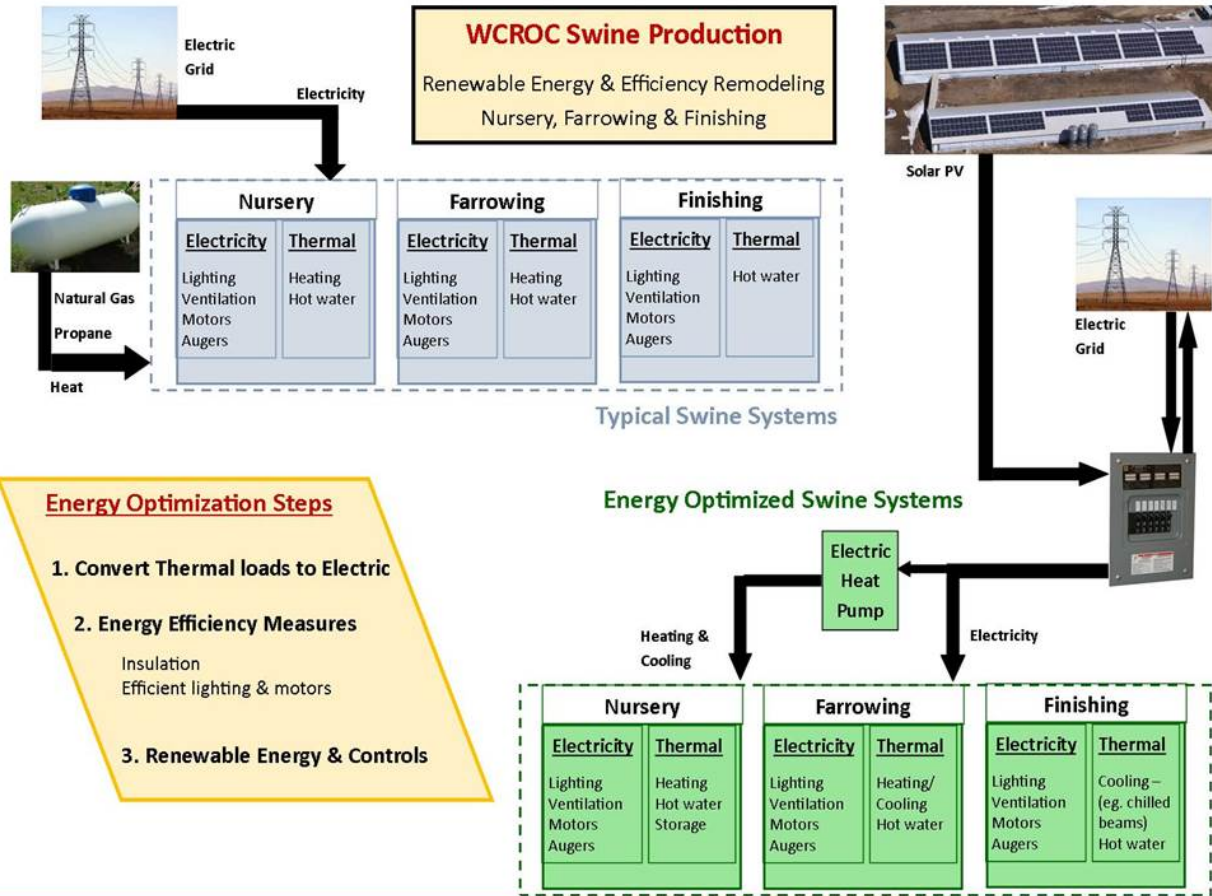 WCROC Swine Production
Renewable Energy & Efficiency Remodeling
Nursery, Farrowing & Finishing
Electric
Grid
Electricity
Solar PV
Natural Gas
Propane
Heat
Nursery
Electricity
Lighting
Ventilation
Motors
Augers
Thermal
Heating
Hot water
Farrowing
Electricity
Lighting
Ventilation
Motors
Augers
Thermal
Heating
Hot water
Finishing
Electricity
Lighting
Ventilation
Motors
Augers
Thermal
Hot water
Typical Swine Systems
Electric
Grid
Energy Optimization Steps
1. Convert Thermal loads to Electric
2. Energy Efficiency Measures
Insulation
Efficient lighting & motors
3. Renewable Energy & Controls
Energy Optimized Swine Systems
Electric
Heat
Pump
Heating &
Cooling
Electricity
Nursery
Electricity
Lighting
Ventilation
Motors
Augers
Thermal
Heating
Hot water
Storage
Farrowing
Electricity
Lighting
Ventilation
Motors
Augers
Thermal
Heating/
Cooling
Hot water
Finishing
Electricity
Lighting
Ventilation
Motors
Augers
Thermal
Cooling –
(eg. chilled
beams)
Hot water